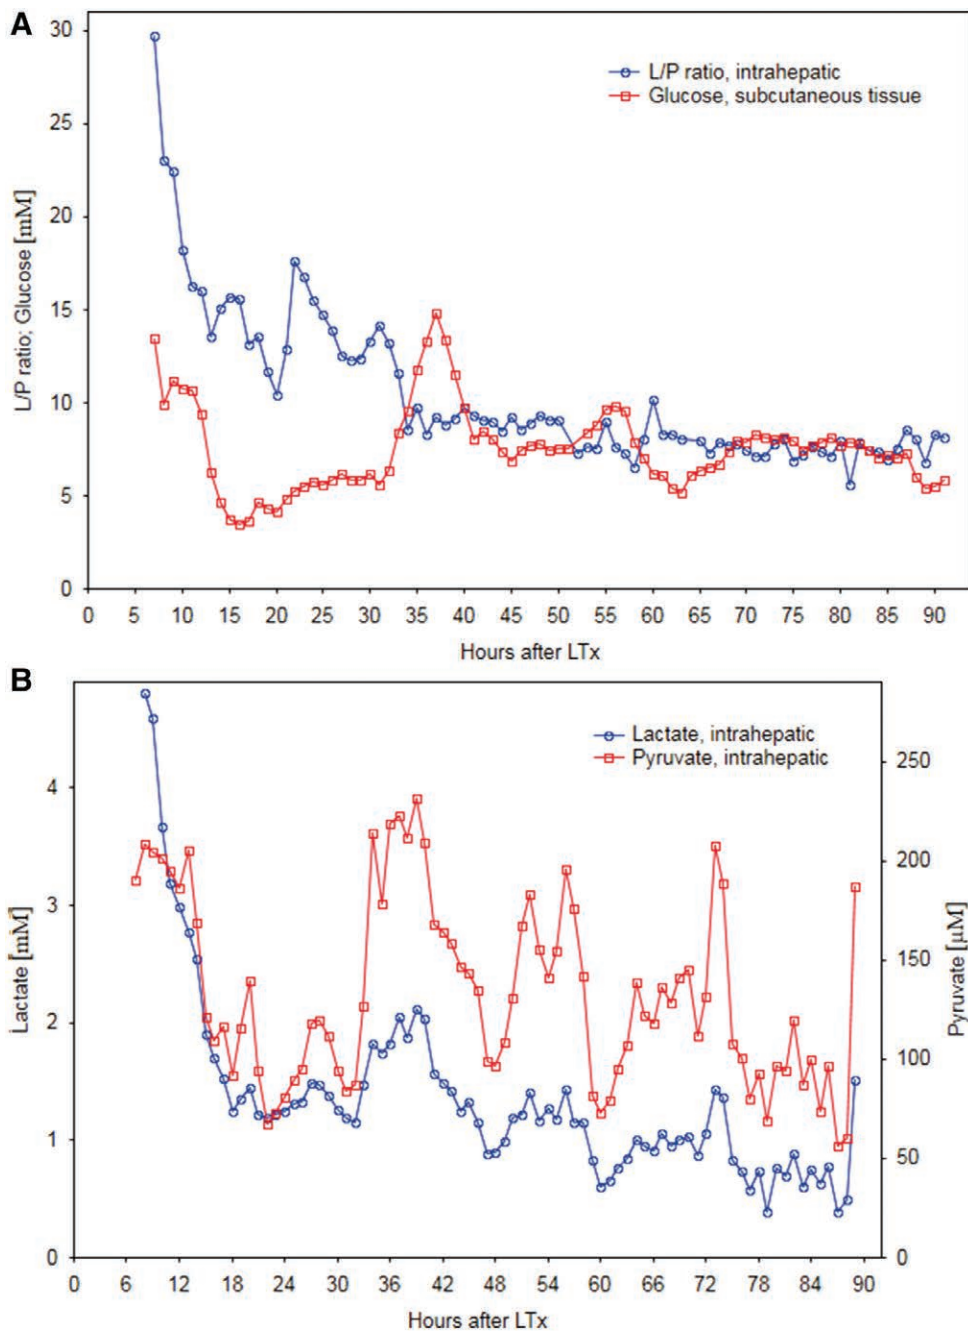 A
30
25
20
15
10
5
0
L/P ratio; Glucose [mM]
L/P ratio, intrahepatic
Glucose, subcutaneous tissue
0 5 10 15 20 25 30 35 40 45 50 55 60 65 70 75 80 85 90
Hours after LTx
B
4
3
2
1
0
Lactate [mM]
Lactate, intrahepatic
Pyruvate, intrahepatic
250
200
150
100
50
0
Pyruvate [µM]
0 6 12 18 24 30 36 42 48 54 60 66 72 78 84 90
Hours after LTx